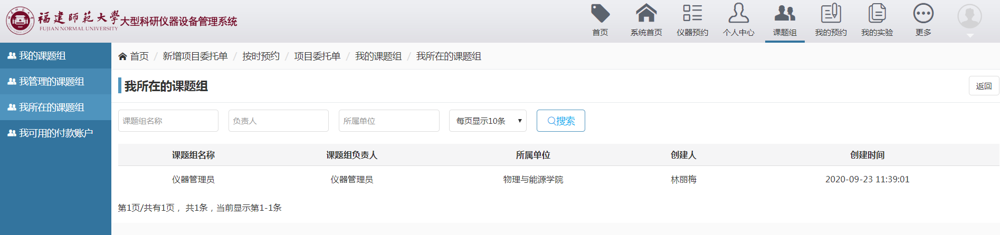 福建師範大學
FUJIAN NORMAL UNIVERSITY
大型科研仪器设备管理系统
首页 系统首页 仪器预约 个人中心 课题组 我的预约 我的实验 更多
我的课题组
我管理的课题组
我所在的课题组
我可用的付款账户
首页 / 新增项目委托单 / 按时预约 / 项目委托单 / 我的课题组 / 我所在的课题组
我所在的课题组
返回
课题组名称 负责人 所属单位 每页显示10条 搜索
课题组名称 课题组负责人 所属单位 创建人 创建时间
仪器管理员 仪器管理员 物理与能源学院 林丽梅 2020-09-23 11:39:01
第1页/共有1页， 共1条，当前显示第1-1条